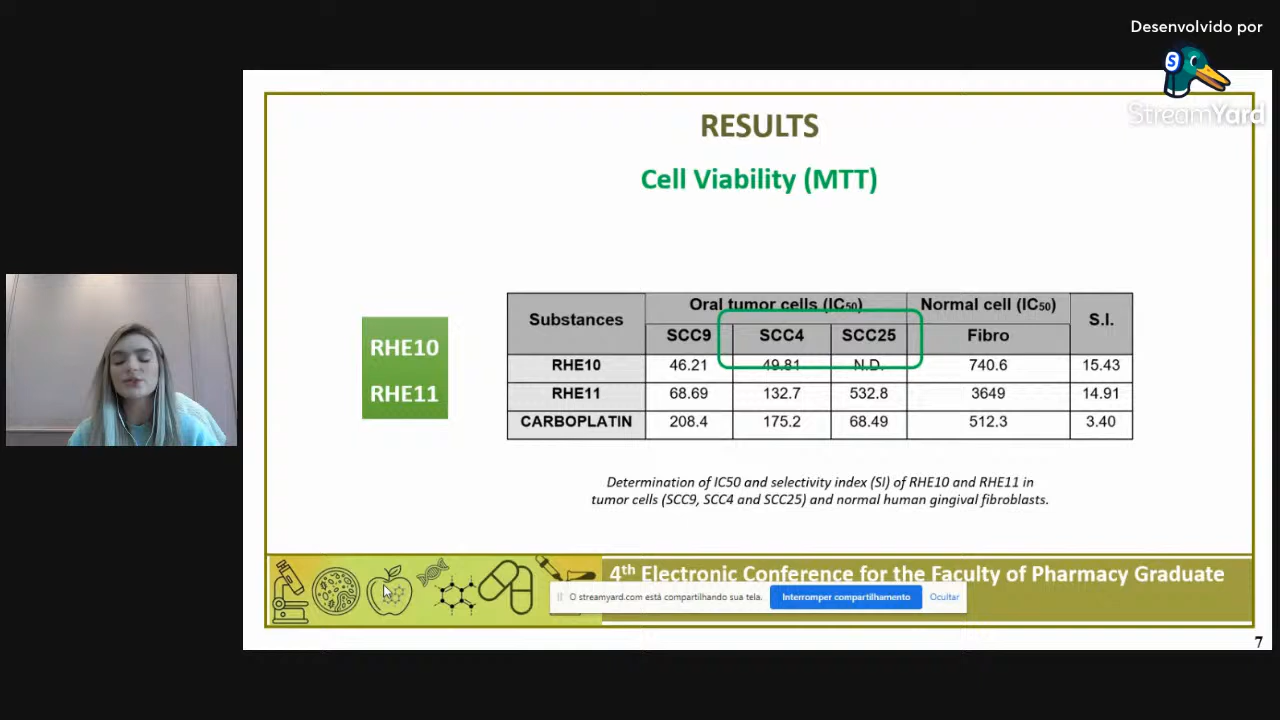 Desenvolvido por
S
StreamYard
RESULTS
Cell Viability (MTT)
RHE10
RHE11
Substances Oral tumor cells (IC50) Normal cell (IC50) S.I.
SCC9 SCC4 SCC25 Fibro
RHE10 46.21 49.81 N.D. 740.6 15.43
RHE11 68.69 132.7 532.8 3649 14.91
CARBOPLATIN 208.4 175.2 68.49 512.3 3.40
Determination of IC50 and selectivity index (SI) of RHE10 and RHE11 in
tumor cells (SCC9, SCC4 and SCC25) and normal human gingival fibroblasts.
4th Electronic Conference for the Faculty of Pharmacy Graduate
O streamyard.com está compartilhando sua tela. Interromper compartilhamento Ocultar
7